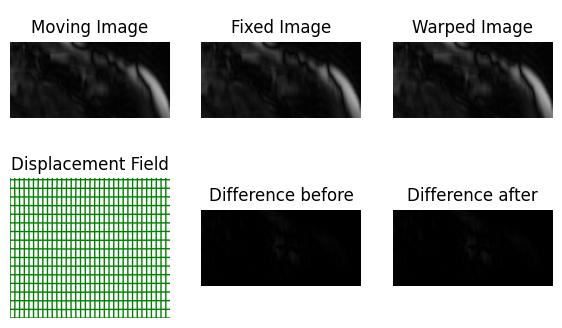 Moving Image
Fixed Image
Warped Image
Displacement Field
Difference before
Difference after